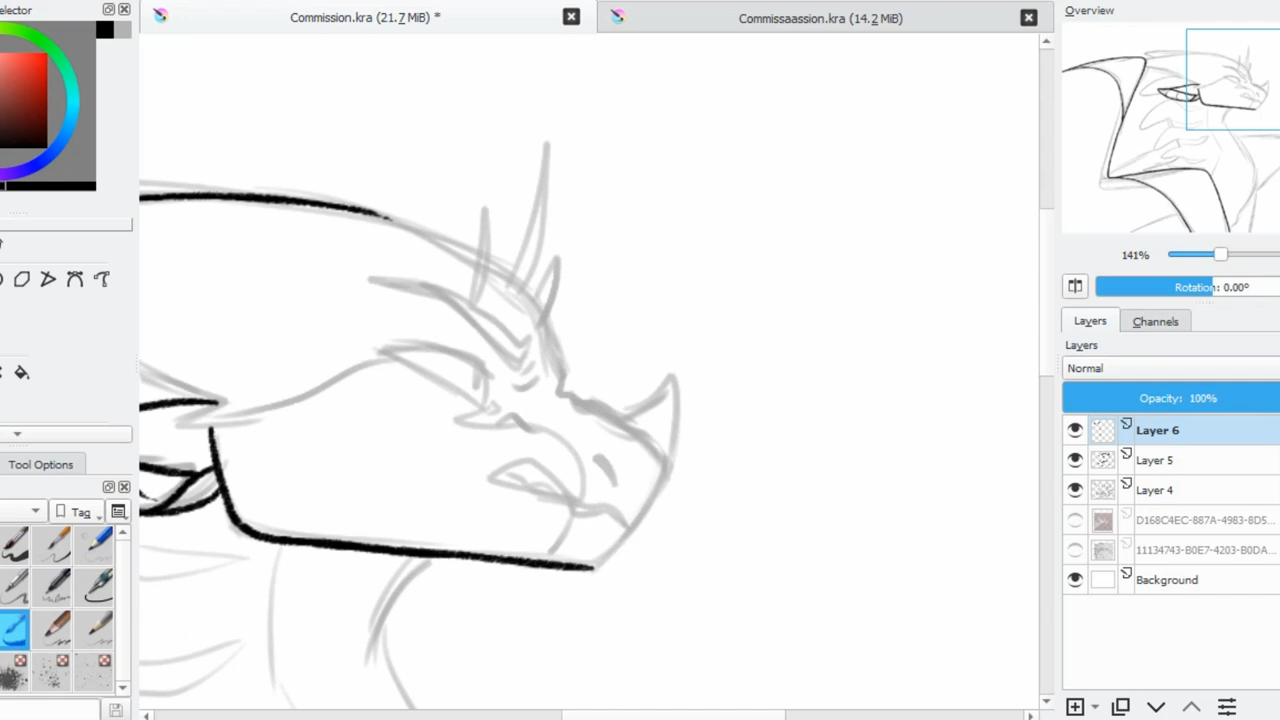 elector
Commission.kra (21.7 MiB) *
Commissaassion.kra (14.2 MiB)
Overview
141%
Rotation: 0.00°
Layers
Channels
Layers
Normal
Opacity: 100%
Layer 6
Layer 5
Layer 4
D168C4EC-887A-4983-8D5...
11134743-B0E7-4203-B0DA...
Background
Tool Options
Tag